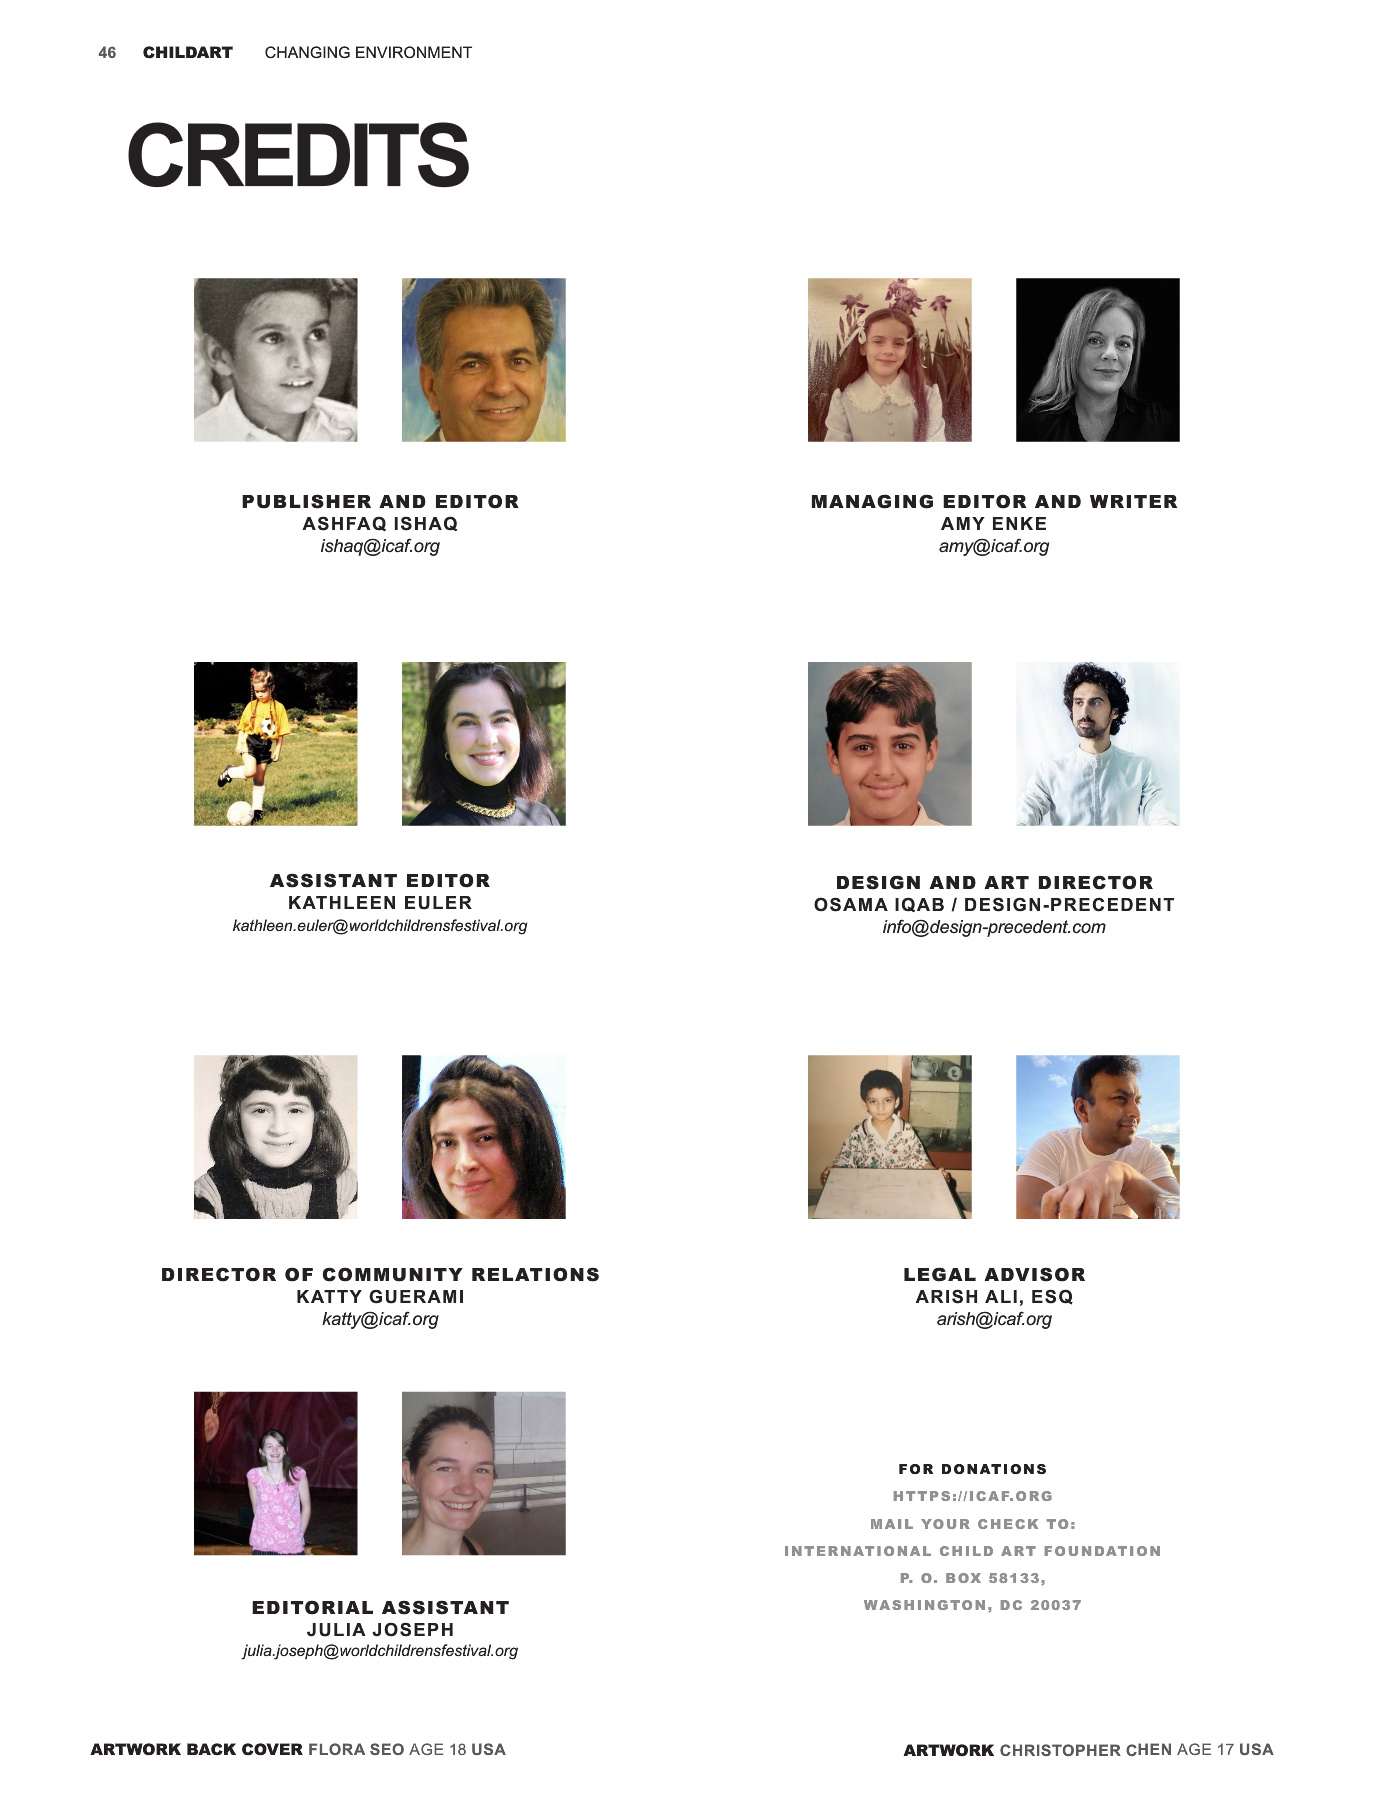 46 CHILDART CHANGING ENVIRONMENT
CREDITS
PUBLISHER AND EDITOR
ASHFAQ ISHAQ
ishaq@icaf.org
MANAGING EDITOR AND WRITER
AMY ENKE
amy@icaf.org
ASSISTANT EDITOR
KATHLEEN EULER
kathleen.euler@worldchildrensfestival.org
DESIGN AND ART DIRECTOR
OSAMA IQAB / DESIGN-PRECEDENT
info@design-precedent.com
DIRECTOR OF COMMUNITY RELATIONS
KATTY GUERAMI
katty@icaf.org
LEGAL ADVISOR
ARISH ALI, ESQ
arish@icaf.org
EDITORIAL ASSISTANT
JULIA JOSEPH
julia.joseph@worldchildrensfestival.org
FOR DONATIONS
HTTPS://ICAF.ORG
MAIL YOUR CHECK TO:
INTERNATIONAL CHILD ART FOUNDATION
P. O. BOX 58133,
WASHINGTON, DC 20037
ARTWORK BACK COVER FLORA SEO AGE 18 USA
ARTWORK CHRISTOPHER CHEN AGE 17 USA